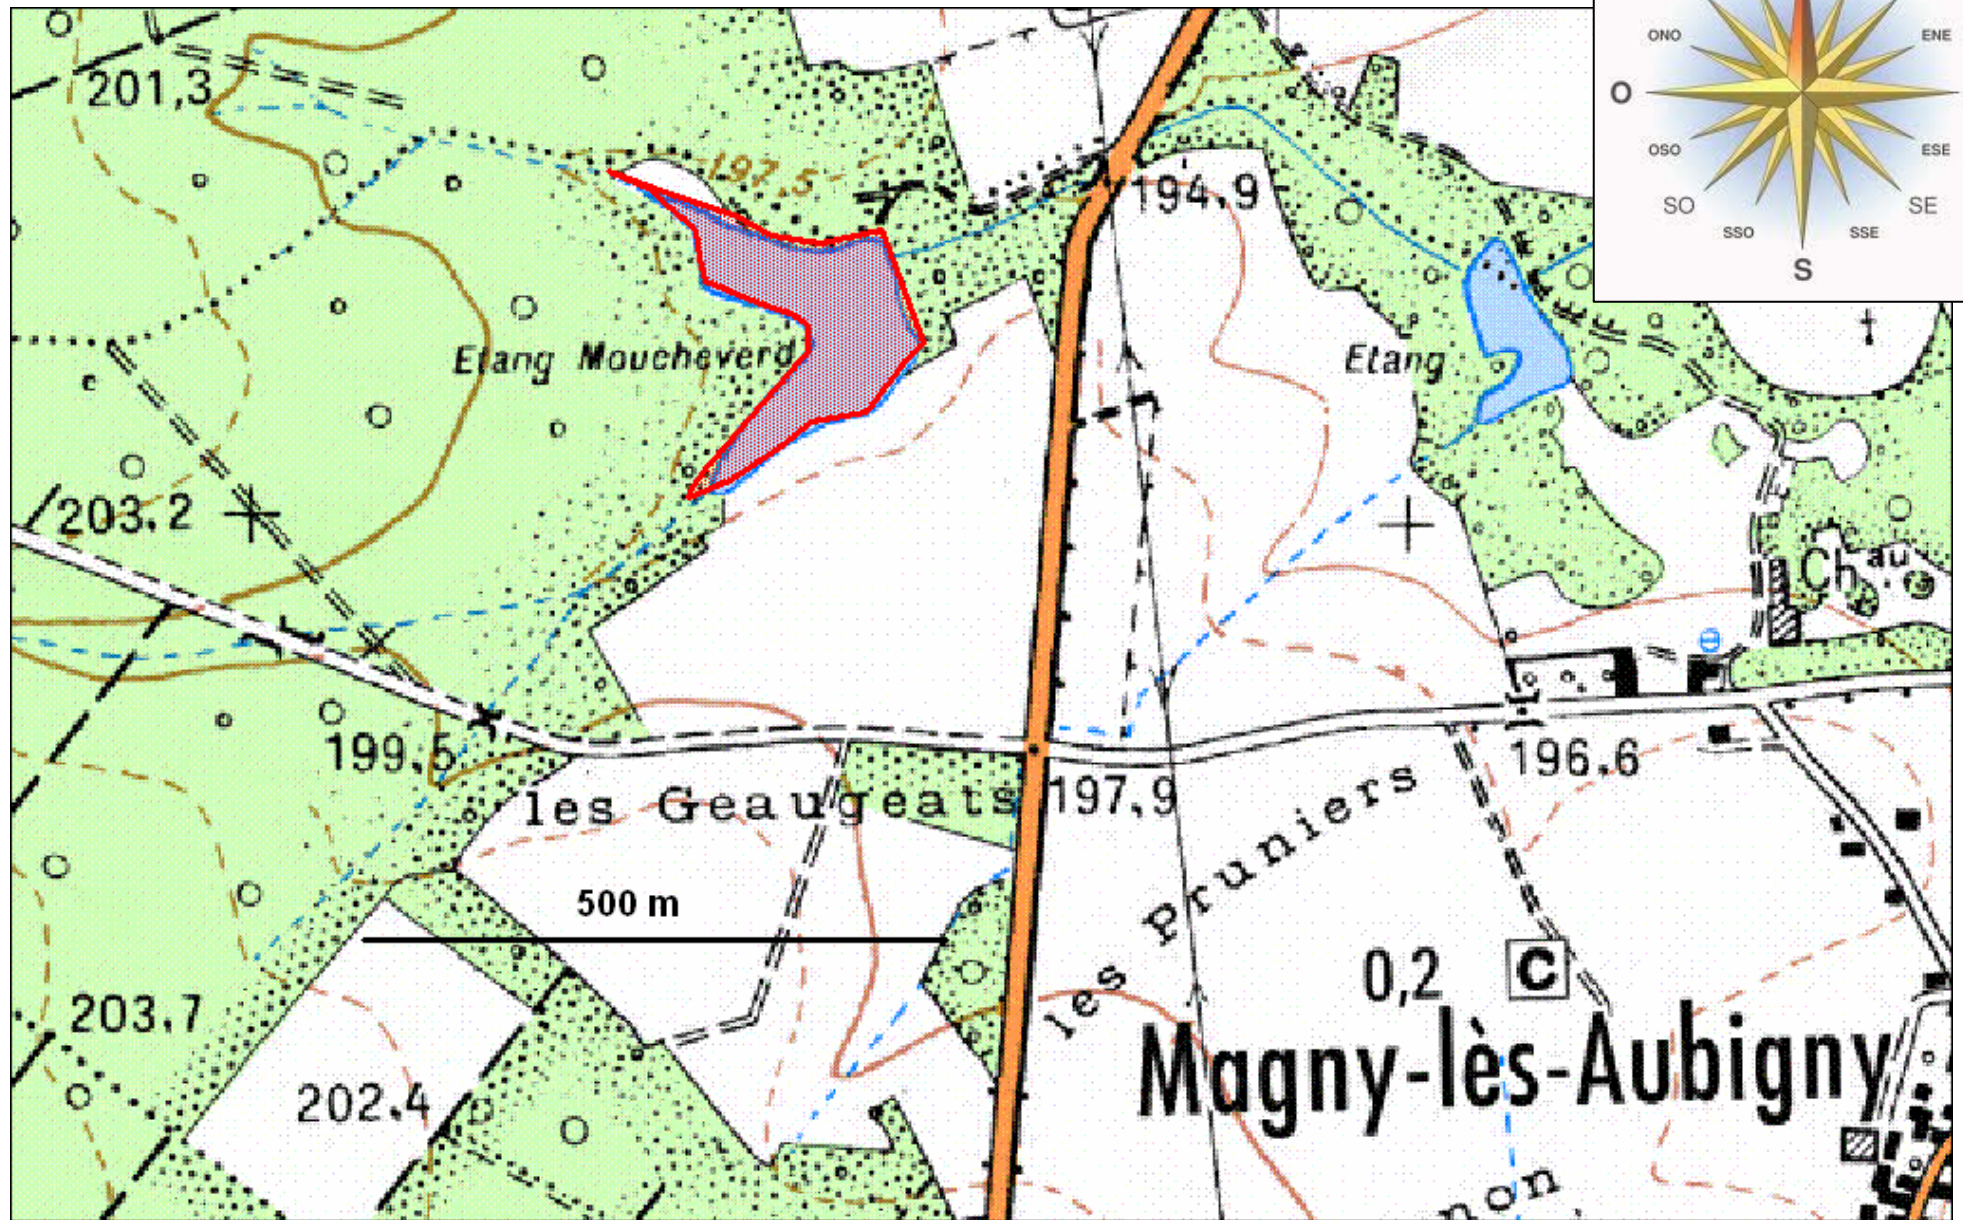 ONO
ENE
201,3
O
OSO
ESE
197.5
194.9
SO
SE
SSO
SSE
S
Etang Moucheverd
Etang
203.2
Ch.au
199.5
les Geaugeats
197,9
196.6
les Pruniers
500 m
0,2
C
203.7
Magny-lès-Aubigny
202.4
non